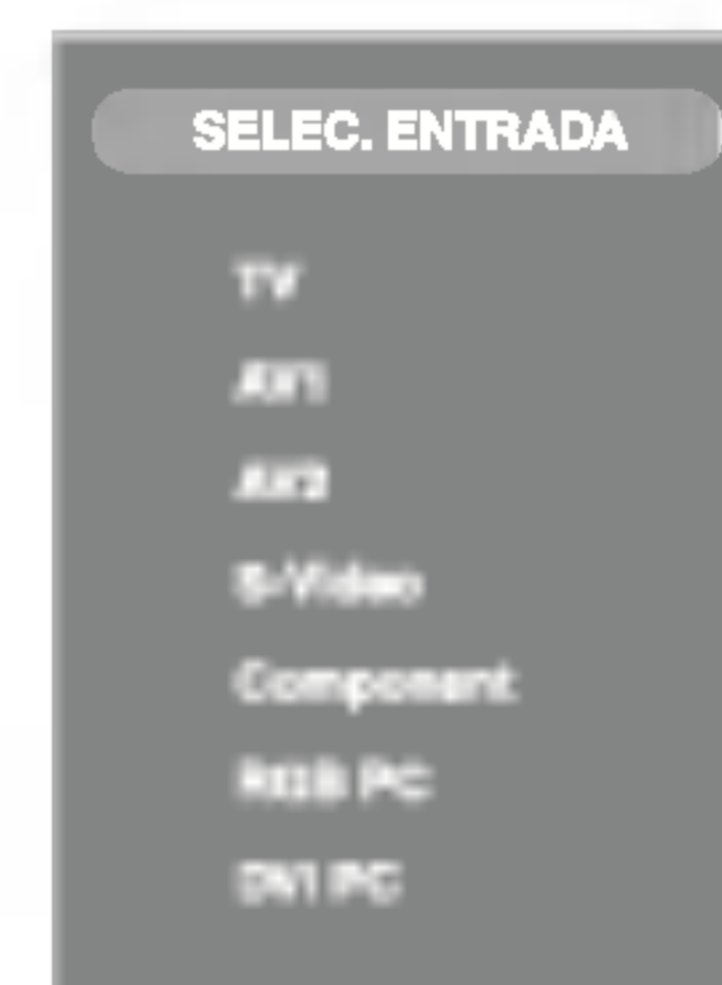 SELEC. ENTRADA
TV
AV1
AV2
S-Video
Component
RGB PC
DVI PC